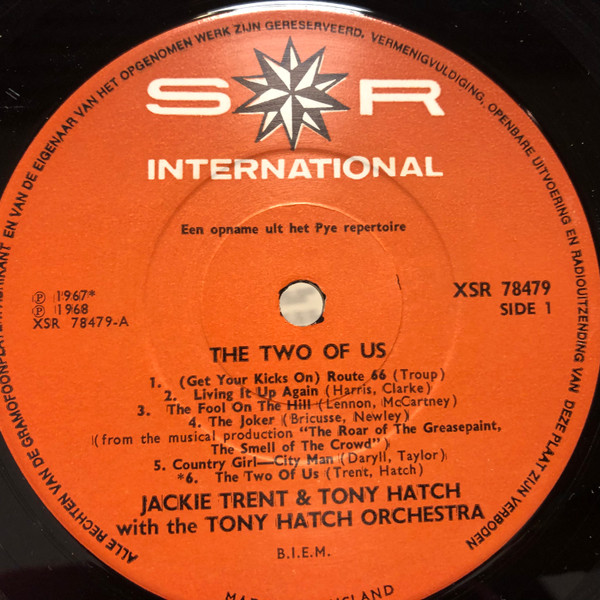 ALLE RECHTEN VAN DE GRAMOFOONPLATENFABRIKANT EN VAN DE EIGENAAR VAN HET OPGENOMEN WERK ZIJN GERESERVEERD. VERMENIGVULDIGING, OPENBARE UITVOERING EN RADIOUITZENDING VAN DEZE PLAAT ZIJN VERBODEN
S R
INTERNATIONAL
Een opname uit het Pye repertoire
℗ 1967*
℗ 1968
XSR 78479-A
XSR 78479
SIDE 1
THE TWO OF US
1. (Get Your Kicks On) Route 66 (Troup)
2. Living It Up Again (Harris, Clarke)
3. The Fool On The Hill (Lennon, McCartney)
4. The Joker (Bricusse, Newley)
(from the musical production "The Roar of The Greasepaint,
The Smell of The Crowd")
5. Country Girl—City Man (Daryll, Taylor)
*6. The Two Of Us (Trent, Hatch)
JACKIE TRENT & TONY HATCH
with the TONY HATCH ORCHESTRA
B.I.E.M.